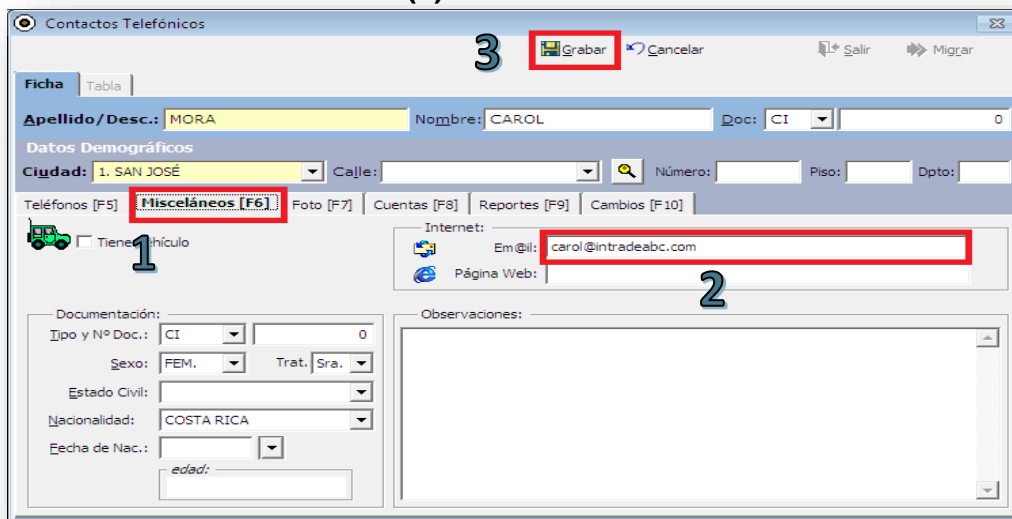 Contactos Telefónicos
3 Grabar Cancelar Salir Migrar
Ficha Tabla
Apellido/Desc.: MORA Nombre: CAROL Doc: CI 0
Datos Demográficos
Ciudad: 1. SAN JOSÉ Calle: Número: Piso: Dpto:
Teléfonos [F5] Misceláneos [F6] Foto [F7] Cuentas [F8] Reportes [F9] Cambios [F10]
Internet:
1 Em@il: carol@intradeabc.com
Página Web: 2
Documentación: Observaciones:
Tipo y Nº Doc.: CI 0
Sexo: FEM. Trat. Sra.
Estado Civil:
Nacionalidad: COSTA RICA
Fecha de Nac.:
edad: